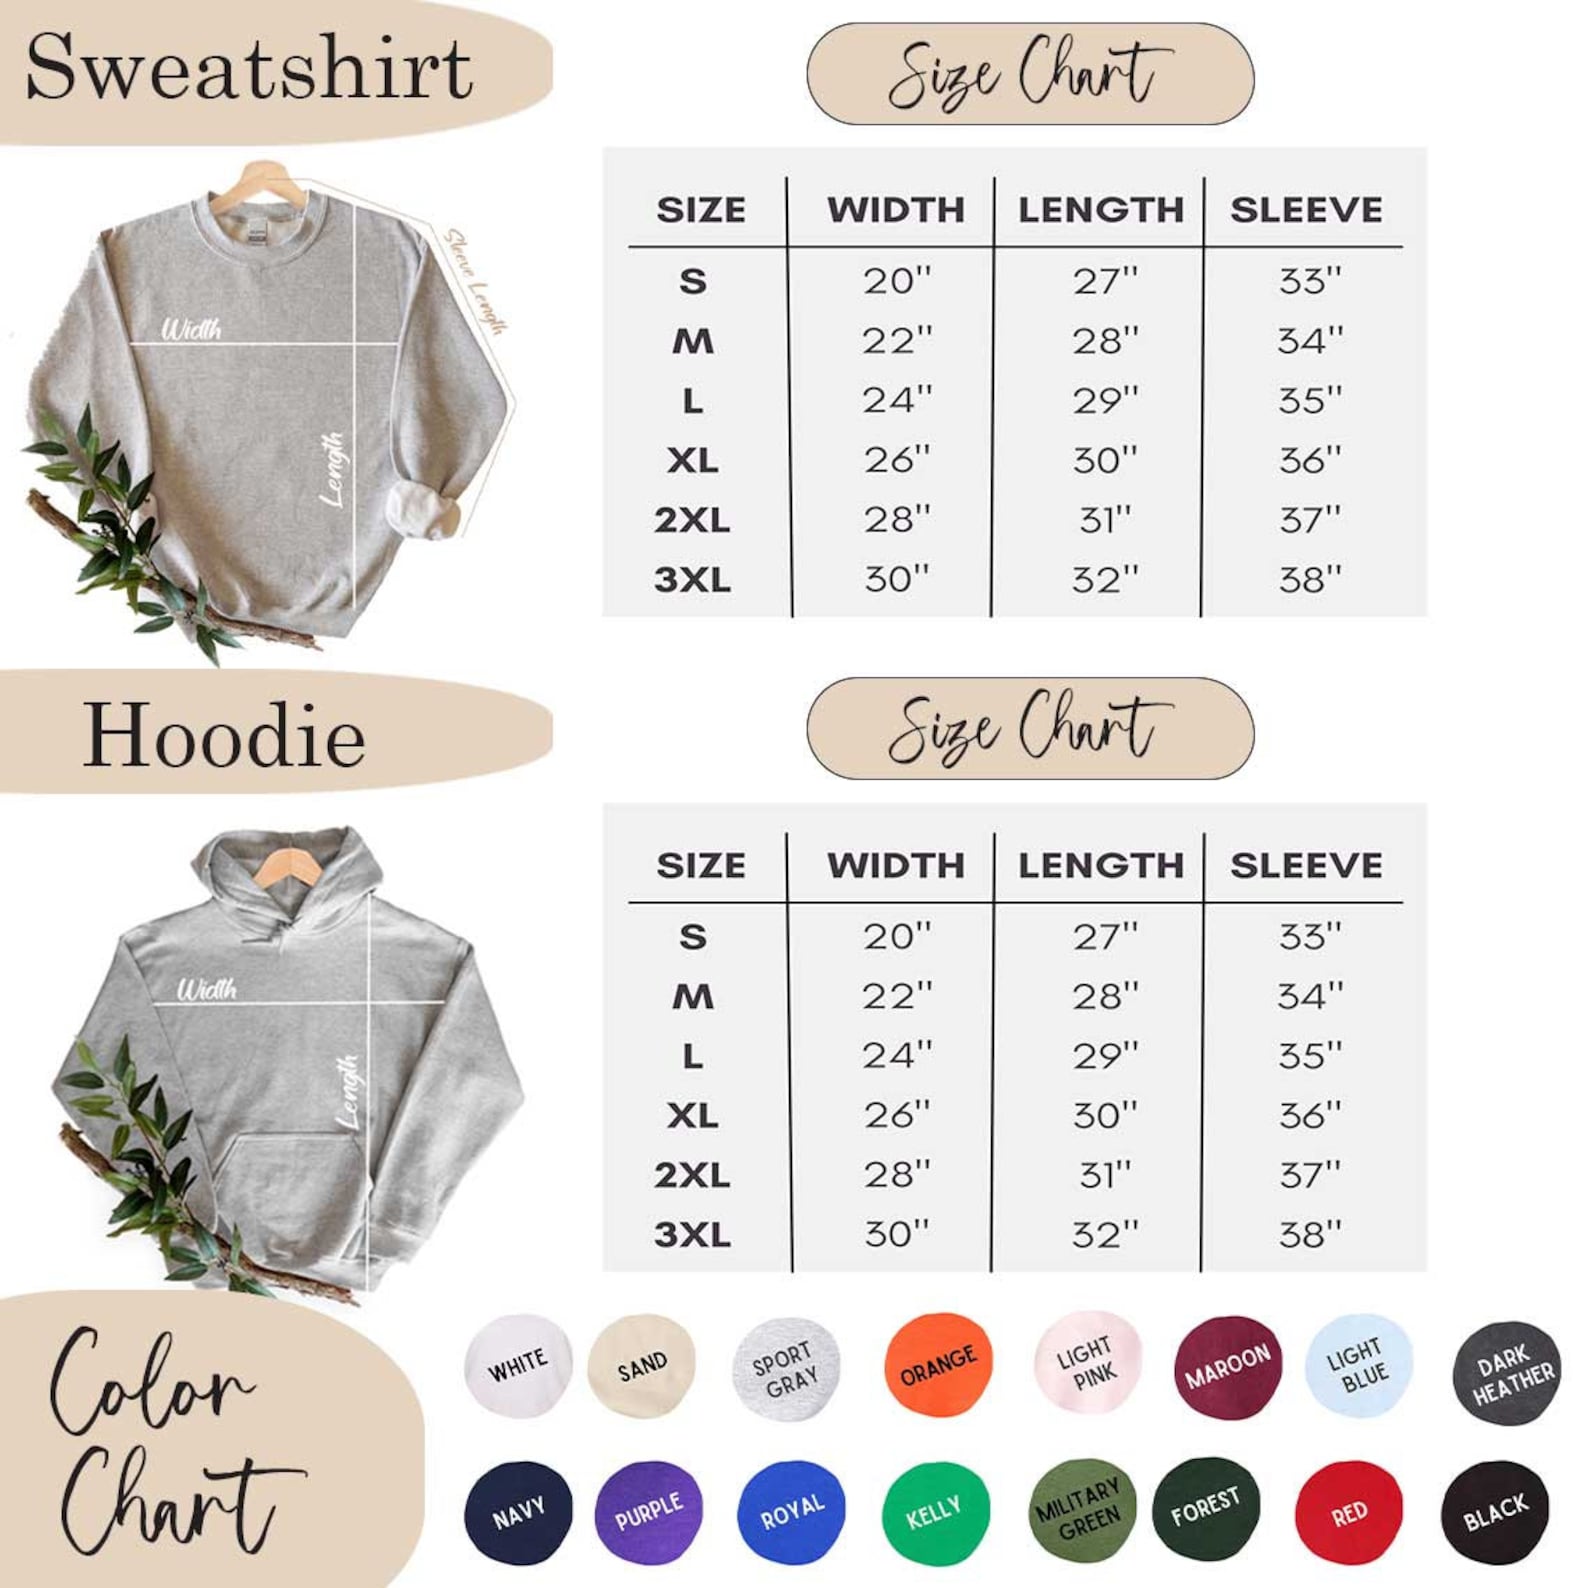 Sweatshirt
Size Chart
Width
Length
Sleeve Length
SIZE WIDTH LENGTH SLEEVE
S 20" 27" 33"
M 22" 28" 34"
L 24" 29" 35"
XL 26" 30" 36"
2XL 28" 31" 37"
3XL 30" 32" 38"
Hoodie
Size Chart
Width
Length
SIZE WIDTH LENGTH SLEEVE
S 20" 27" 33"
M 22" 28" 34"
L 24" 29" 35"
XL 26" 30" 36"
2XL 28" 31" 37"
3XL 30" 32" 38"
Color
Chart
WHITE
SAND
SPORT
GRAY
ORANGE
LIGHT
PINK
MAROON
LIGHT
BLUE
DARK
HEATHER
NAVY
PURPLE
ROYAL
KELLY
MILITARY
GREEN
FOREST
RED
BLACK